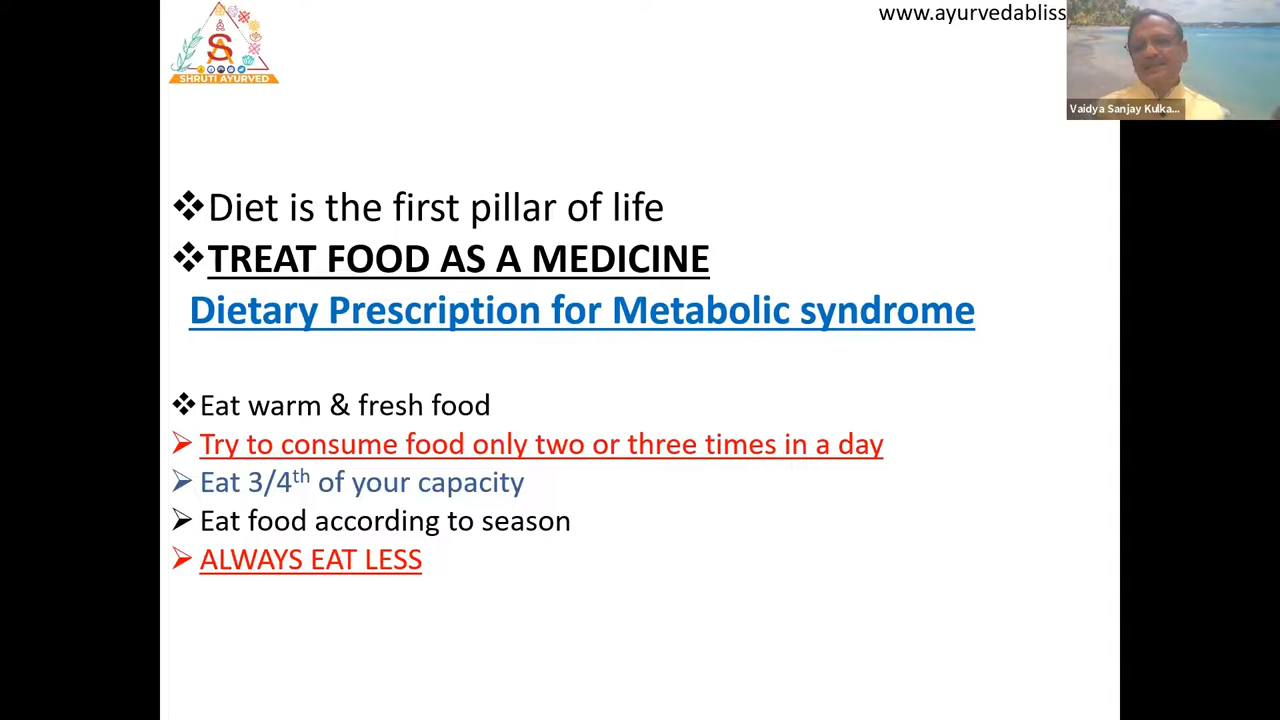 www.ayurvedabliss
SA
SHRUTI AYURVED
Vaidya Sanjay Kulka...
❖Diet is the first pillar of life
❖TREAT FOOD AS A MEDICINE
Dietary Prescription for Metabolic syndrome
❖Eat warm & fresh food
➢ Try to consume food only two or three times in a day
➢ Eat 3/4th of your capacity
➢ Eat food according to season
➢ ALWAYS EAT LESS